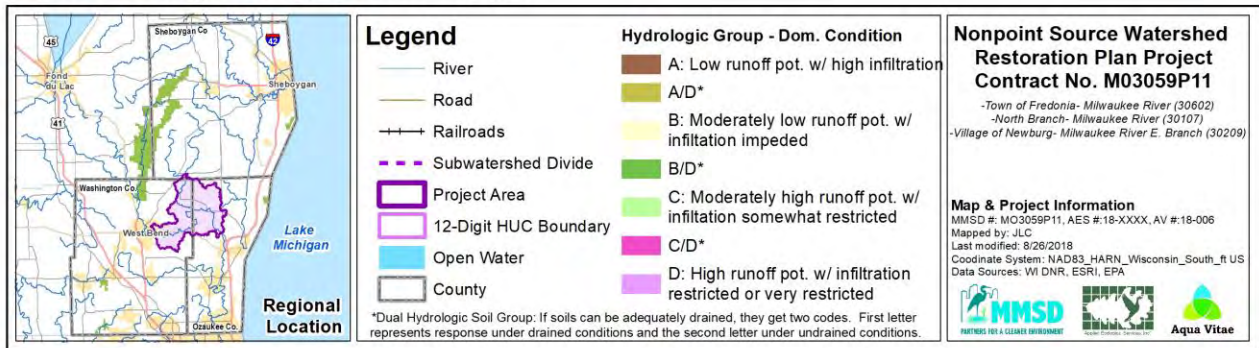 Sheboygan Co
45
42
Fond
du Lac
Sheboygan
41
Washington Co.
West Bend
Lake
Michigan
Regional
Location
Ozaukee Co.
Legend
River
Road
Railroads
Subwatershed Divide
Project Area
12-Digit HUC Boundary
Open Water
County
Hydrologic Group - Dom. Condition
A: Low runoff pot. w/ high infiltration
A/D*
B: Moderately low runoff pot. w/
infiltation impeded
B/D*
C: Moderately high runoff pot. w/
infiltation somewhat restricted
C/D*
D: High runoff pot. w/ infiltation
restricted or very restricted
*Dual Hydrologic Soil Group: If soils can be adequately drained, they get two codes. First letter
represents response under drained conditions and the second letter under undrained conditions.
Nonpoint Source Watershed
Restoration Plan Project
Contract No. M03059P11
-Town of Fredonia- Milwaukee River (30602)
-North Branch- Milwaukee River (30107)
-Village of Newburg- Milwaukee River E. Branch (30209)
Map & Project Information
MMSD #: MO3059P11, AES #:18-XXXX, AV #:18-006
Mapped by: JLC
Last modified: 8/26/2018
Coodinate System: NAD83_HARN_Wisconsin_South_ft US
Data Sources: WI DNR, ESRI, EPA
MMSD
PARTNERS FOR A CLEANER ENVIRONMENT
Applied Ecological Services, Inc.
Aqua Vitae